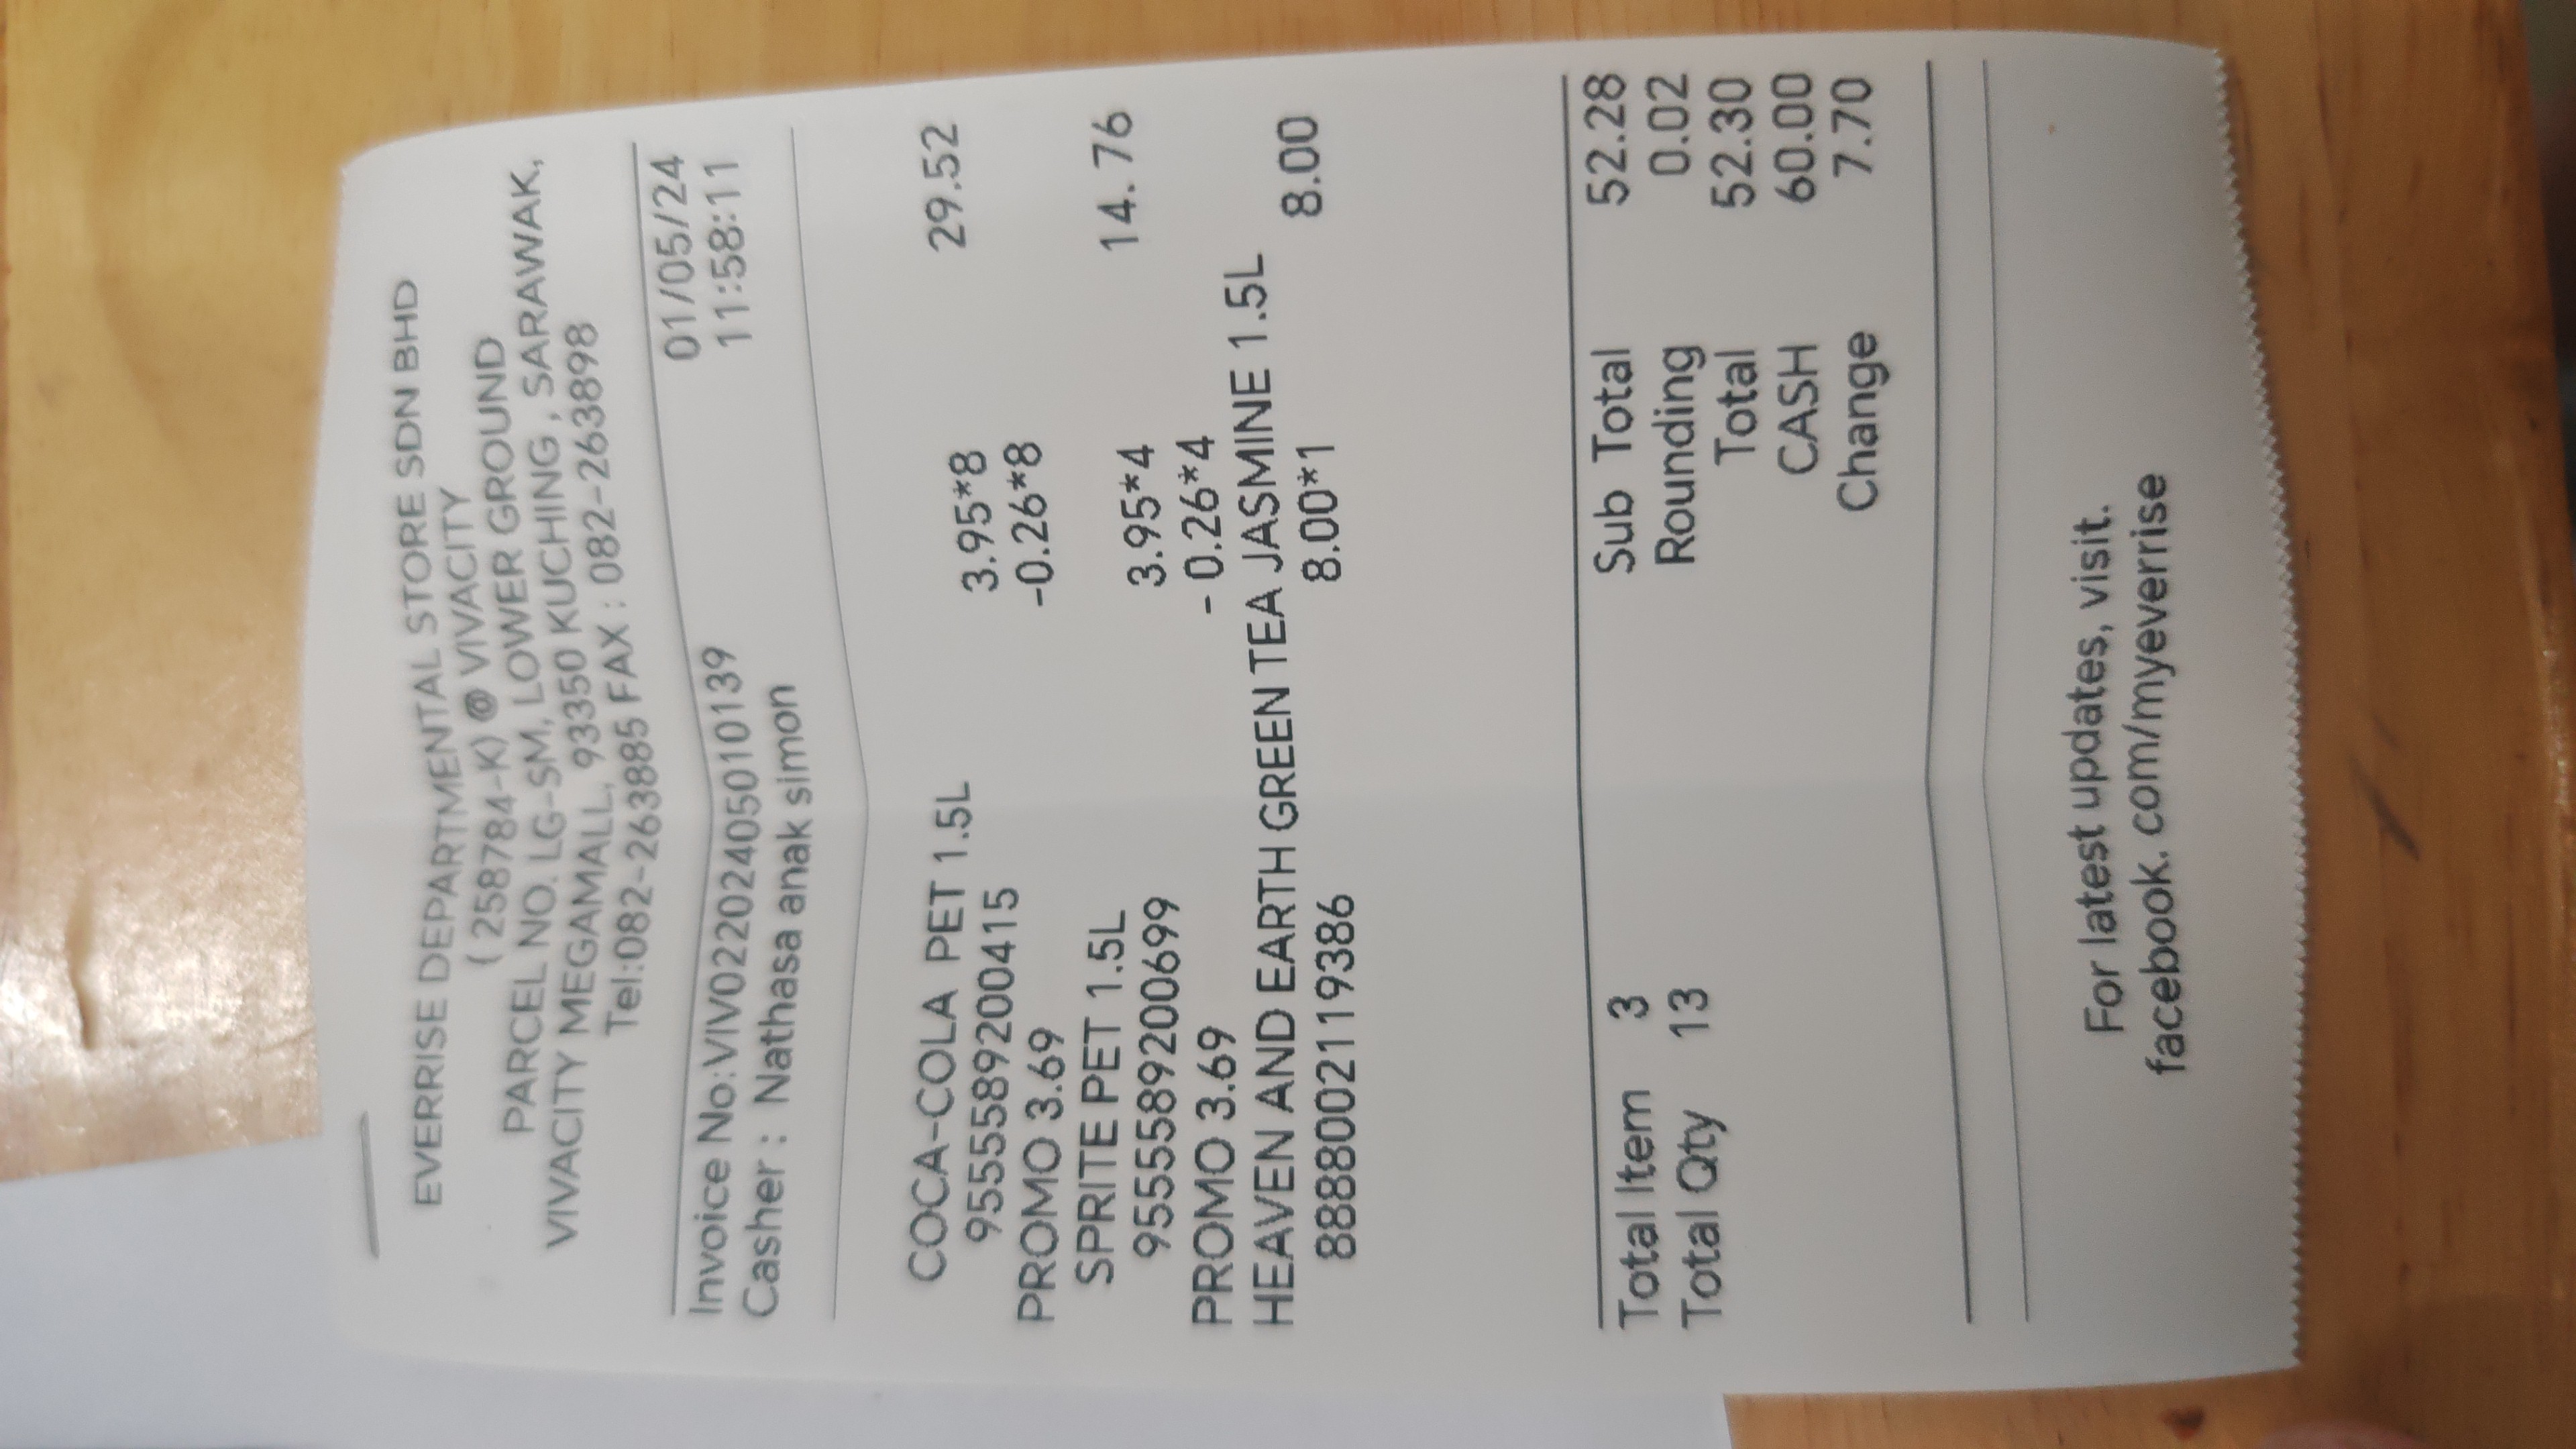 EVERRISE DEPARTMENTAL STORE SDN BHD
( 258784-K) @ VIVACITY
PARCEL NO. LG-SM, LOWER GROUND
VIVACITY MEGAMALL, 93350 KUCHING , SARAWAK,
Tel:082-263885 FAX : 082-263898
Invoice No:VIV02202405010139 01/05/24
Casher : Nathasa anak simon 11:58:11
COCA-COLA PET 1.5L
9555589200415 3.95*8 29.52
PROMO 3.69 -0.26*8
SPRITE PET 1.5L
9555589200699 3.95*4 14. 76
PROMO 3.69 - 0.26*4
HEAVEN AND EARTH GREEN TEA JASMINE 1.5L
8888002119386 8.00*1 8.00
Total Item 3 Sub Total 52.28
Total Qty 13 Rounding 0.02
Total 52.30
CASH 60.00
Change 7.70
For latest updates, visit.
facebook. com/myeverrise